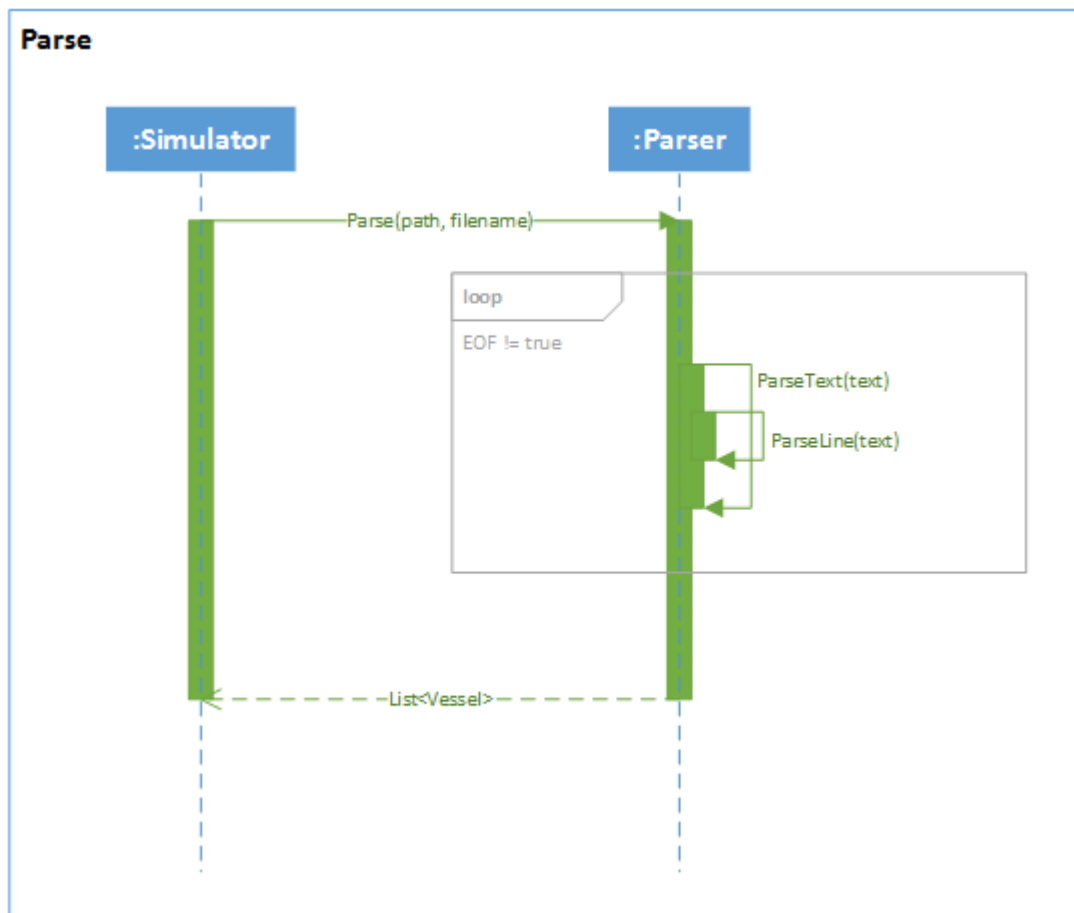 Parse
:Simulator
:Parser
Parse(path, filename)
loop
EOF != true
ParseText(text)
ParseLine(text)
List<Vessel>